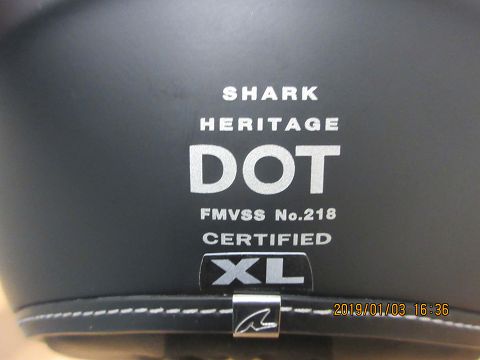 SHARK
HERITAGE
DOT
FMVSS No.218
CERTIFIED
XL
2019/01/03 16:36